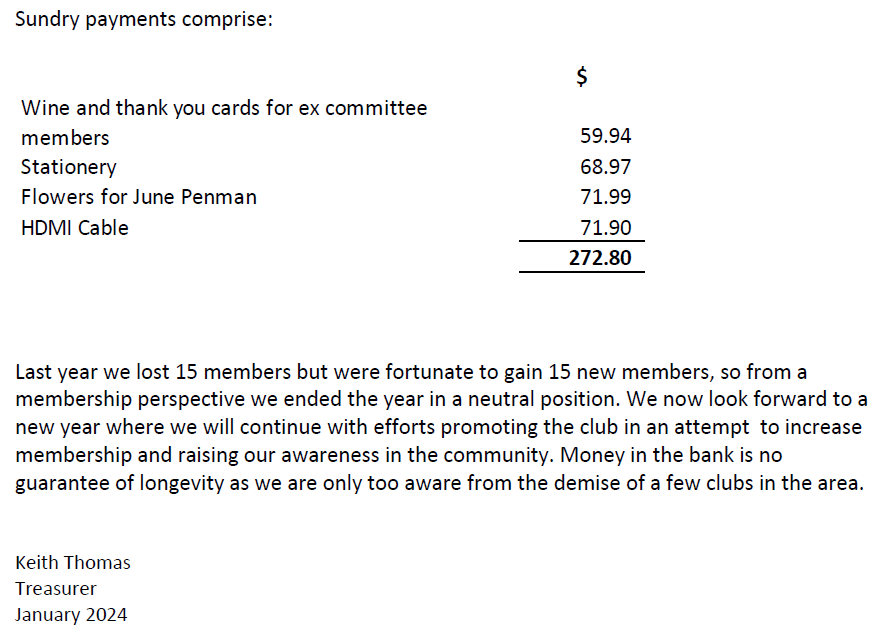 Sundry payments comprise:
$
Wine and thank you cards for ex committee
members 59.94
Stationery 68.97
Flowers for June Penman 71.99
HDMI Cable 71.90
272.80
Last year we lost 15 members but were fortunate to gain 15 new members, so from a
membership perspective we ended the year in a neutral position. We now look forward to a
new year where we will continue with efforts promoting the club in an attempt  to increase
membership and raising our awareness in the community. Money in the bank is no
guarantee of longevity as we are only too aware from the demise of a few clubs in the area.
Keith Thomas
Treasurer
January 2024